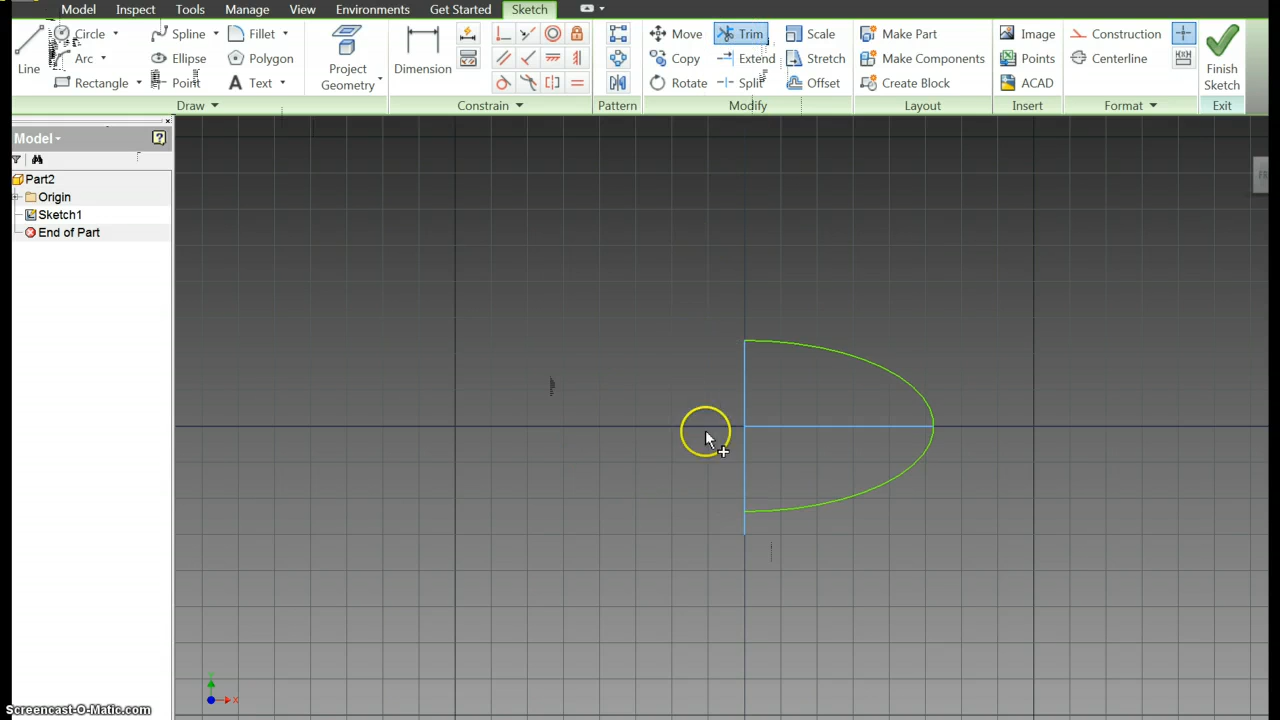 Model Inspect Tools Manage View Environments Get Started Sketch
Circle Spline Fillet Move Trim Scale Make Part Image Construction
Arc Ellipse Polygon Copy Extend Stretch Make Components Points Centerline
Line Project Geometry Dimension Finish Sketch
Rectangle Point Text Rotate Split Offset Create Block ACAD
Draw Constrain Pattern Modify Layout Insert Format Exit
Model
Part2
Origin
Sketch1
End of Part
X
Screencast-O-Matic.com